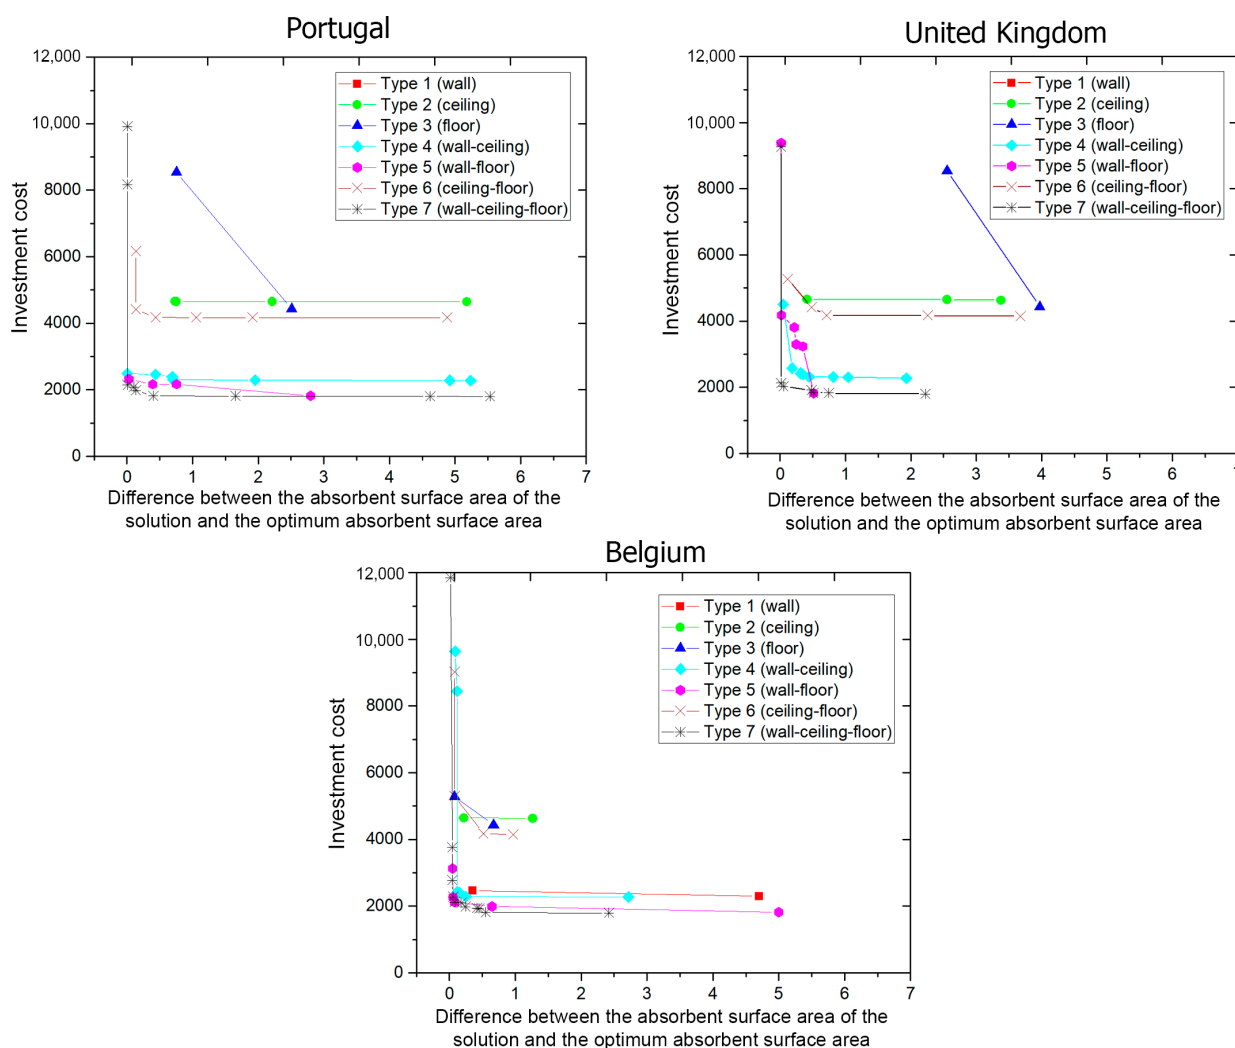 Portugal
12,000
10,000
8000
6000
4000
2000
0
Investment cost
Type 1 (wall)
Type 2 (ceiling)
Type 3 (floor)
Type 4 (wall-ceiling)
Type 5 (wall-floor)
Type 6 (ceiling-floor)
Type 7 (wall-ceiling-floor)
0 1 2 3 4 5 6 7
Difference between the absorbent surface area of the
solution and the optimum absorbent surface area
United Kingdom
12,000
10,000
8000
6000
4000
2000
0
Investment cost
Type 1 (wall)
Type 2 (ceiling)
Type 3 (floor)
Type 4 (wall-ceiling)
Type 5 (wall-floor)
Type 6 (ceiling-floor)
Type 7 (wall-ceiling-floor)
0 1 2 3 4 5 6 7
Difference between the absorbent surface area of the
solution and the optimum absorbent surface area
Belgium
12,000
10,000
8000
6000
4000
2000
0
Investment cost
Type 1 (wall)
Type 2 (ceiling)
Type 3 (floor)
Type 4 (wall-ceiling)
Type 5 (wall-floor)
Type 6 (ceiling-floor)
Type 7 (wall-ceiling-floor)
0 1 2 3 4 5 6 7
Difference between the absorbent surface area of the
solution and the optimum absorbent surface area